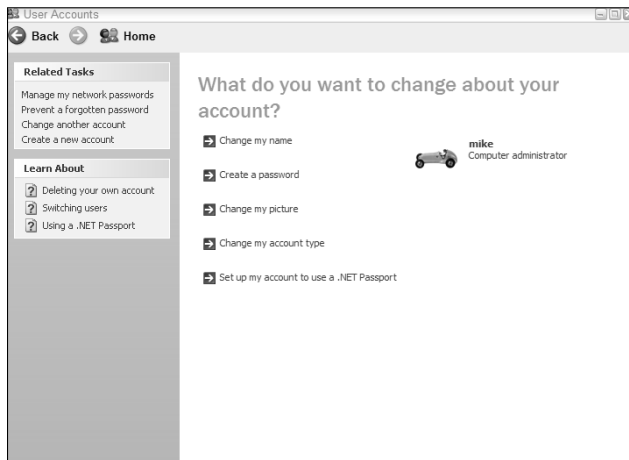 User Accounts
Back Home
Related Tasks
Manage my network passwords
Prevent a forgotten password
Change another account
Create a new account
Learn About
Deleting your own account
Switching users
Using a .NET Passport
What do you want to change about your
account?
Change my name
Create a password
Change my picture
Change my account type
Set up my account to use a .NET Passport
mike
Computer administrator